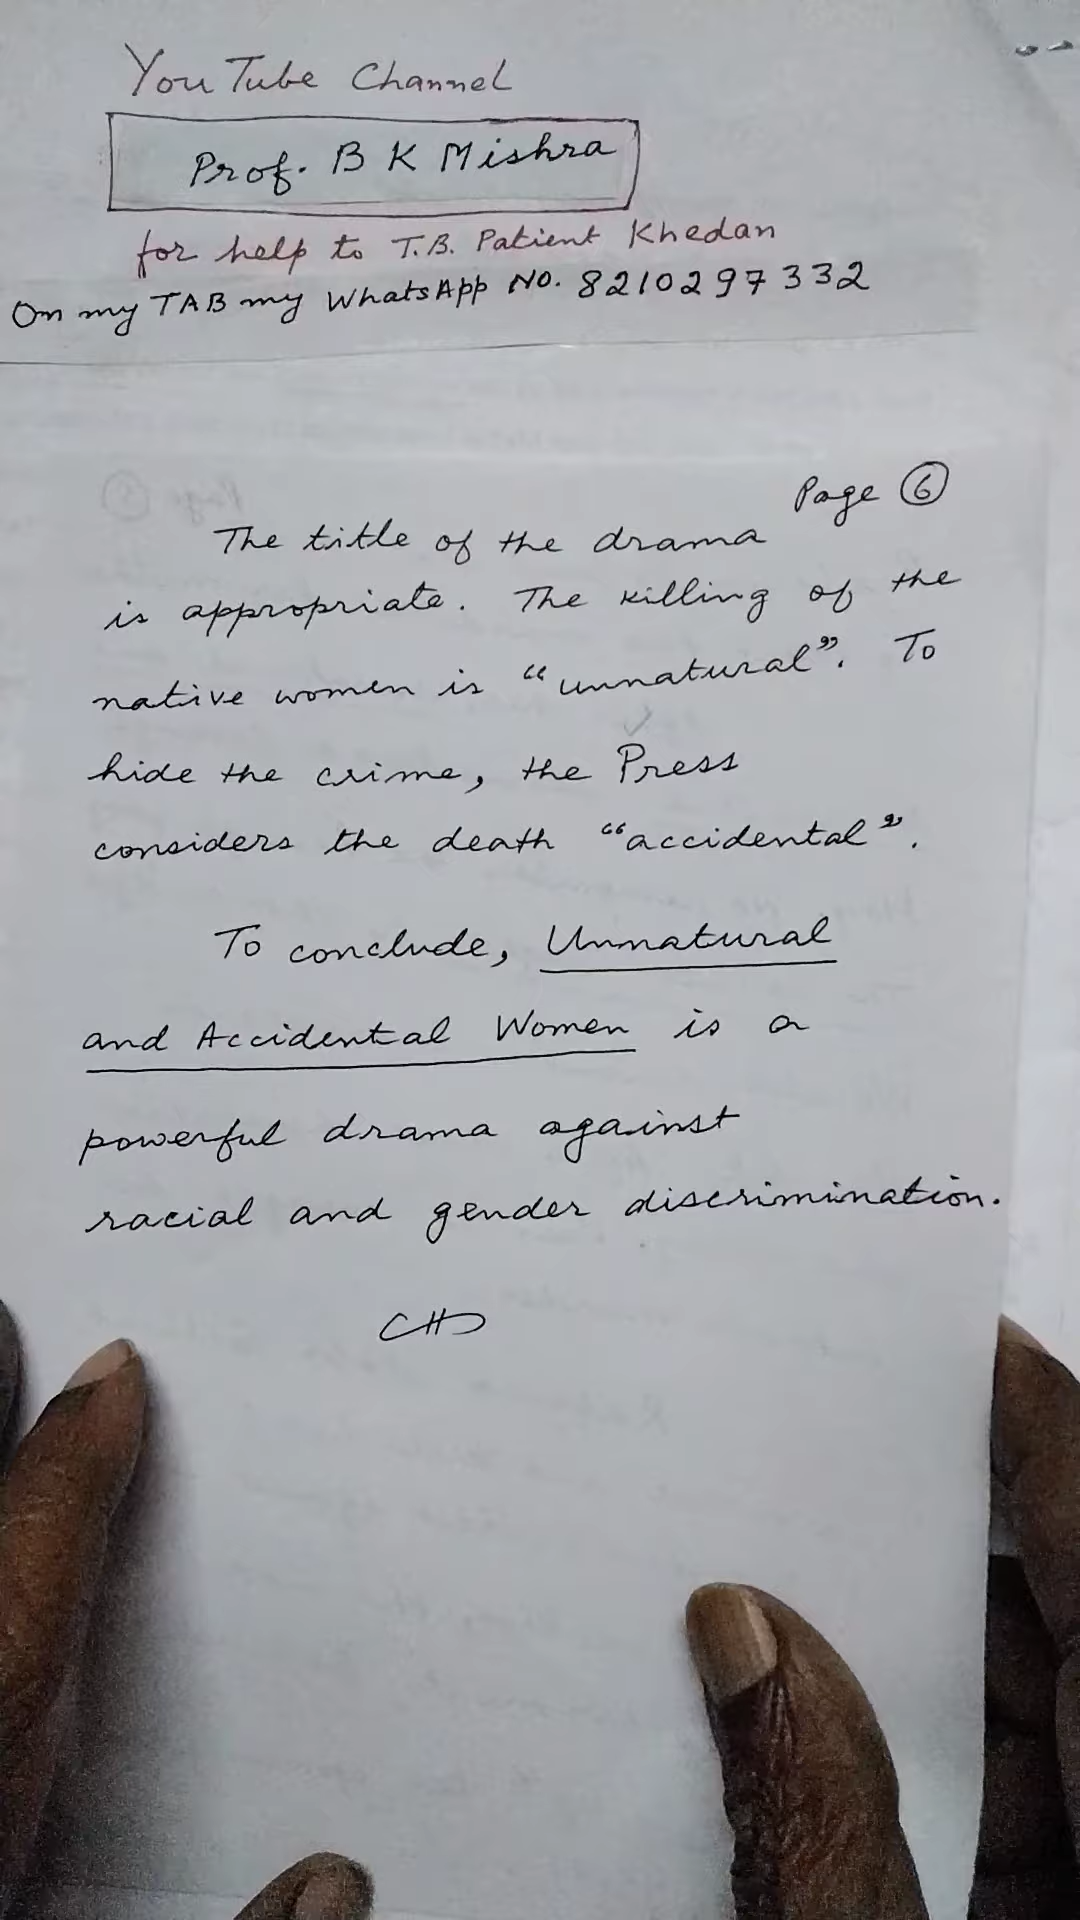 YouTube Channel
Prof. B K Mishra
for help to T.B. Patient Khedan
On my TAB my WhatsApp No. 8210297332
Page 6
The title of the drama
is appropriate. The killing of the
native women is "unnatural". To
hide the crime, the Press
considers the death "accidental".
To conclude, Unnatural
and Accidental Women is a
powerful drama against
racial and gender discrimination.